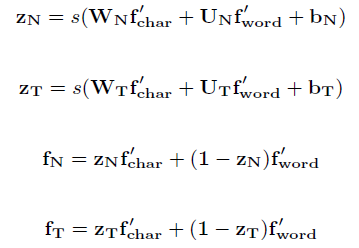 z_N = s(W_N f'_char + U_N f'_word + b_N)
z_T = s(W_T f'_char + U_T f'_word + b_T)
f_N = z_N f'_char + (1 − z_N) f'_word
f_T = z_T f'_char + (1 − z_T) f'_word